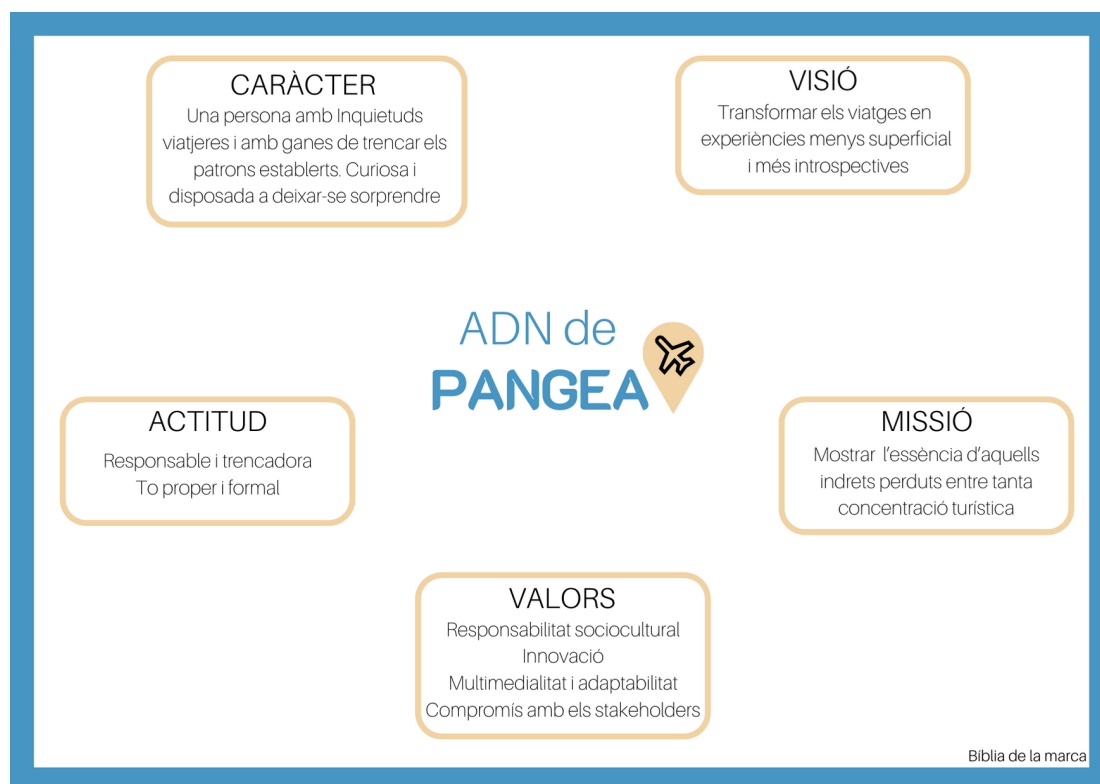 CARÀCTER
Una persona amb Inquietuds
viatjeres i amb ganes de trencar els
patrons establerts. Curiosa i
disposada a deixar-se sorprendre
VISIÓ
Transformar els viatges en
experiències menys superficial
i més introspectives
ADN de
PANGEA
ACTITUD
Responsable i trencadora
To proper i formal
MISSIÓ
Mostrar l'essència d'aquells
indrets perduts entre tanta
concentració turística
VALORS
Responsabilitat sociocultural
Innovació
Multimedialitat i adaptabilitat
Compromís amb els stakeholders
Bíblia de la marca